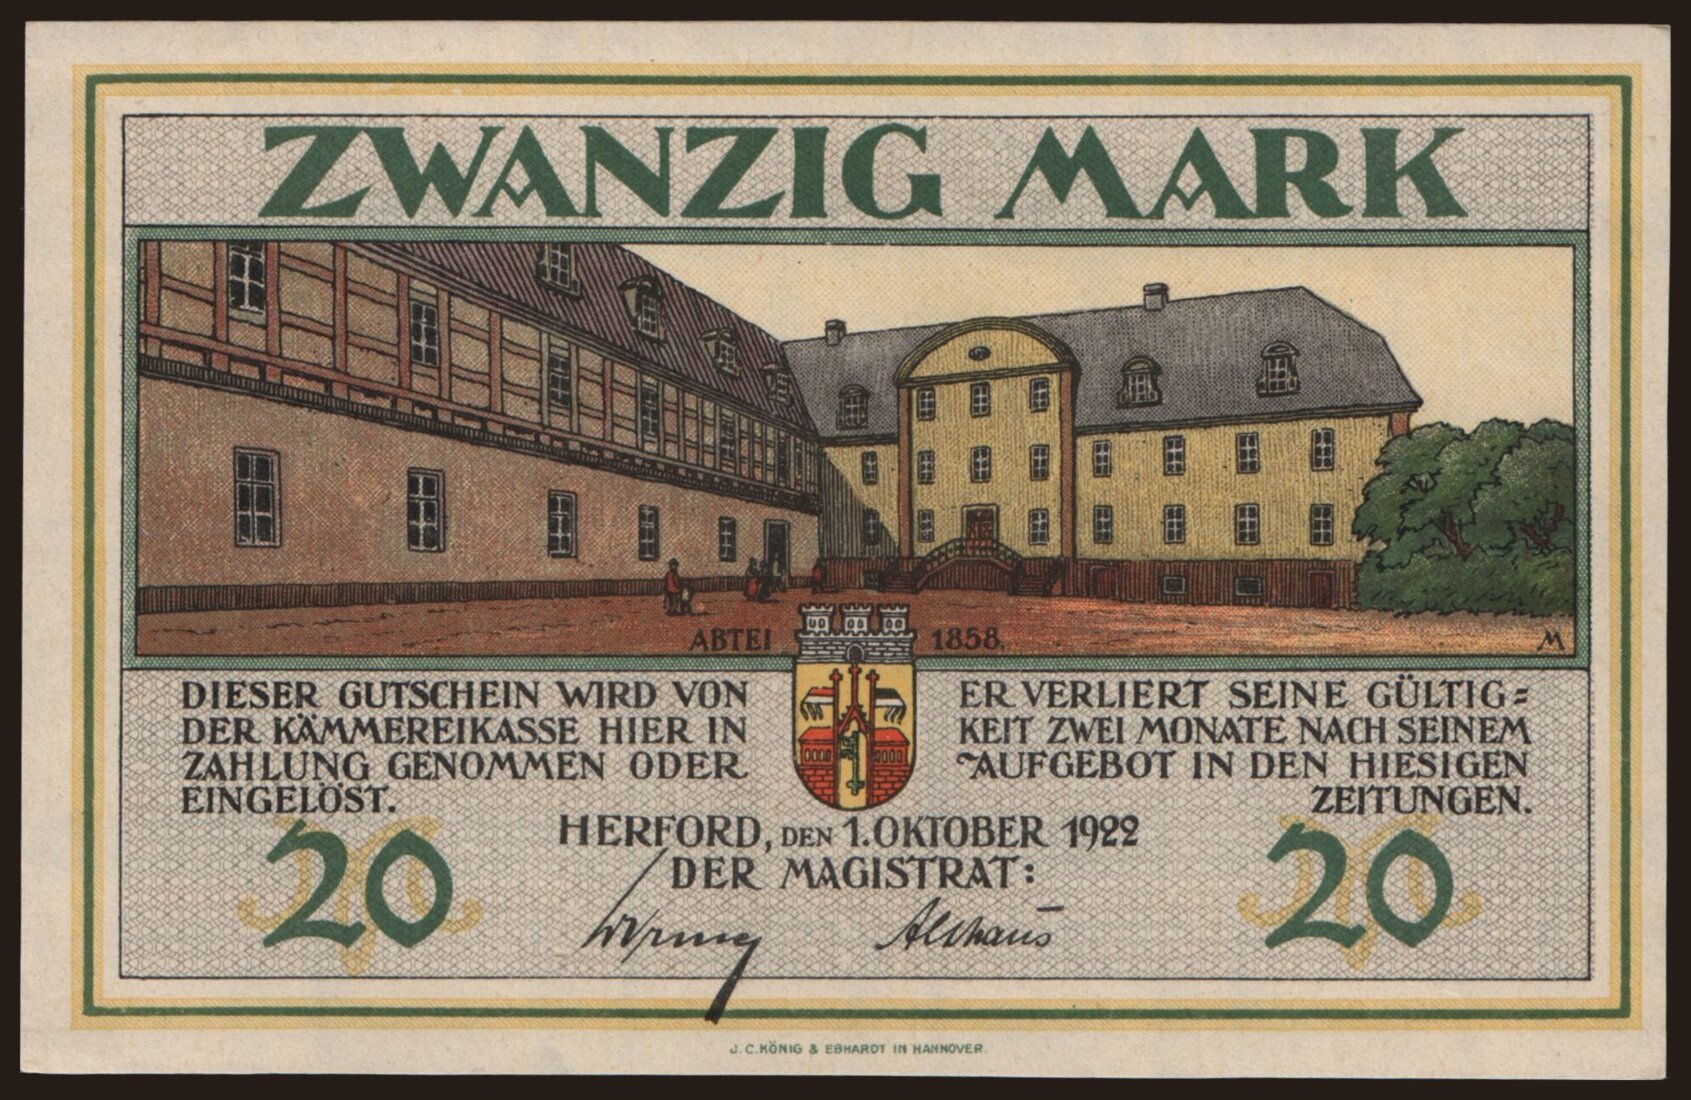 ZWANZIG MARK
ABTEI 1858.
M
DIESER GUTSCHEIN WIRD VON
DER KÄMMEREIKASSE HIER IN
ZAHLUNG GENOMMEN ODER
EINGELÖST.
ER VERLIERT SEINE GÜLTIG=
KEIT ZWEI MONATE NACH SEINEM
AUFGEBOT IN DEN HIESIGEN
ZEITUNGEN.
HERFORD, DEN 1. OKTOBER 1922
DER MAGISTRAT:
20
20
Althaus
J. C. KÖNIG & EBHARDT IN HANNOVER.